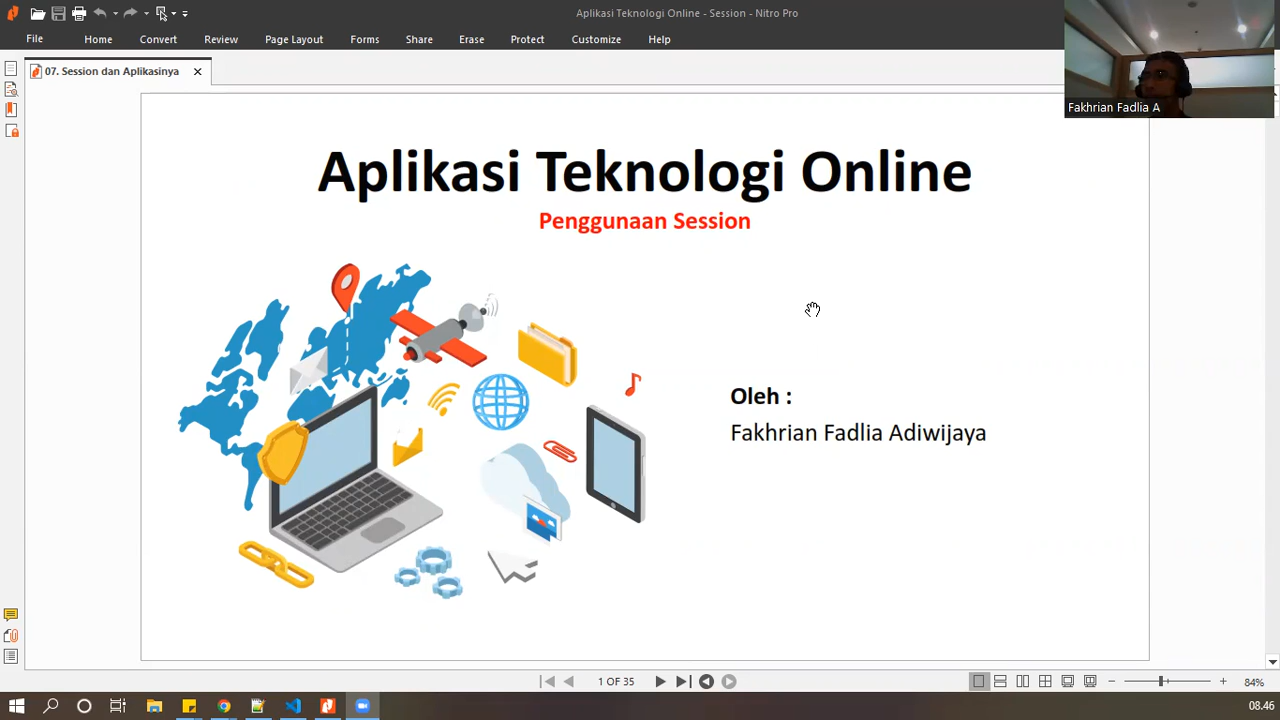 Aplikasi Teknologi Online - Session - Nitro Pro
File Home Convert Review Page Layout Forms Share Erase Protect Customize Help
07. Session dan Aplikasinya
Fakhrian Fadlia A
Aplikasi Teknologi Online
Penggunaan Session
Oleh :
Fakhrian Fadlia Adiwijaya
1 OF 35
84%
08.46